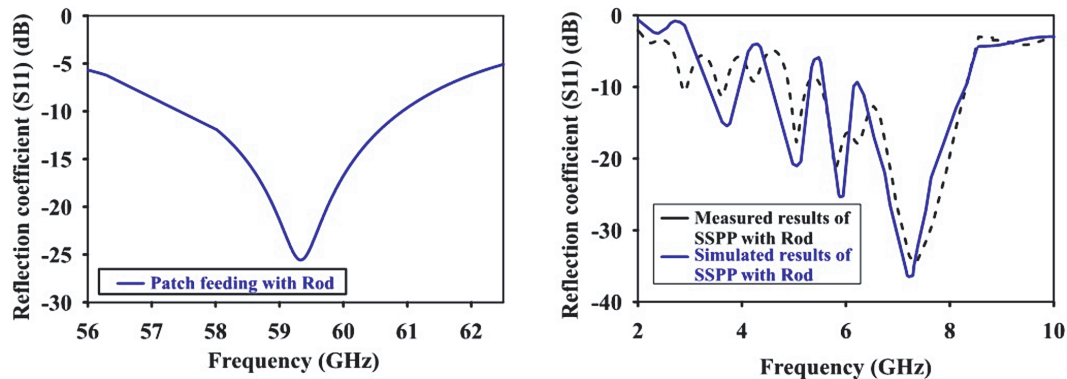 Reflection coefficient (S11) (dB)
0
-5
-10
-15
-20
-25
-30
56 57 58 59 60 61 62
Frequency (GHz)
Patch feeding with Rod
Reflection coefficient (S11) (dB)
0
-10
-20
-30
-40
2 4 6 8 10
Frequency (GHz)
Measured results of
SSPP with Rod
Simulated results of
SSPP with Rod